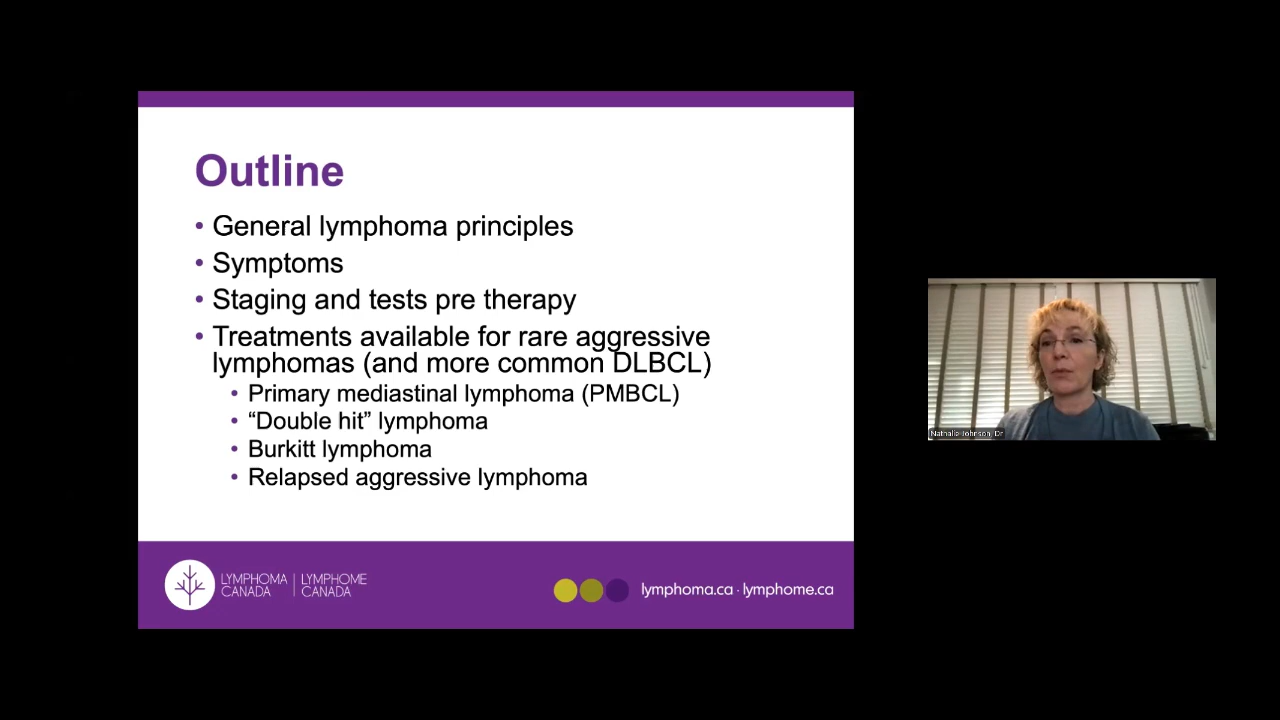 Outline
• General lymphoma principles
• Symptoms
• Staging and tests pre therapy
• Treatments available for rare aggressive
lymphomas (and more common DLBCL)
• Primary mediastinal lymphoma (PMBCL)
• “Double hit” lymphoma
• Burkitt lymphoma
• Relapsed aggressive lymphoma
LYMPHOMA | LYMPHOME
CANADA | CANADA
lymphoma.ca · lymphome.ca
Nathalie Johnson, Dr